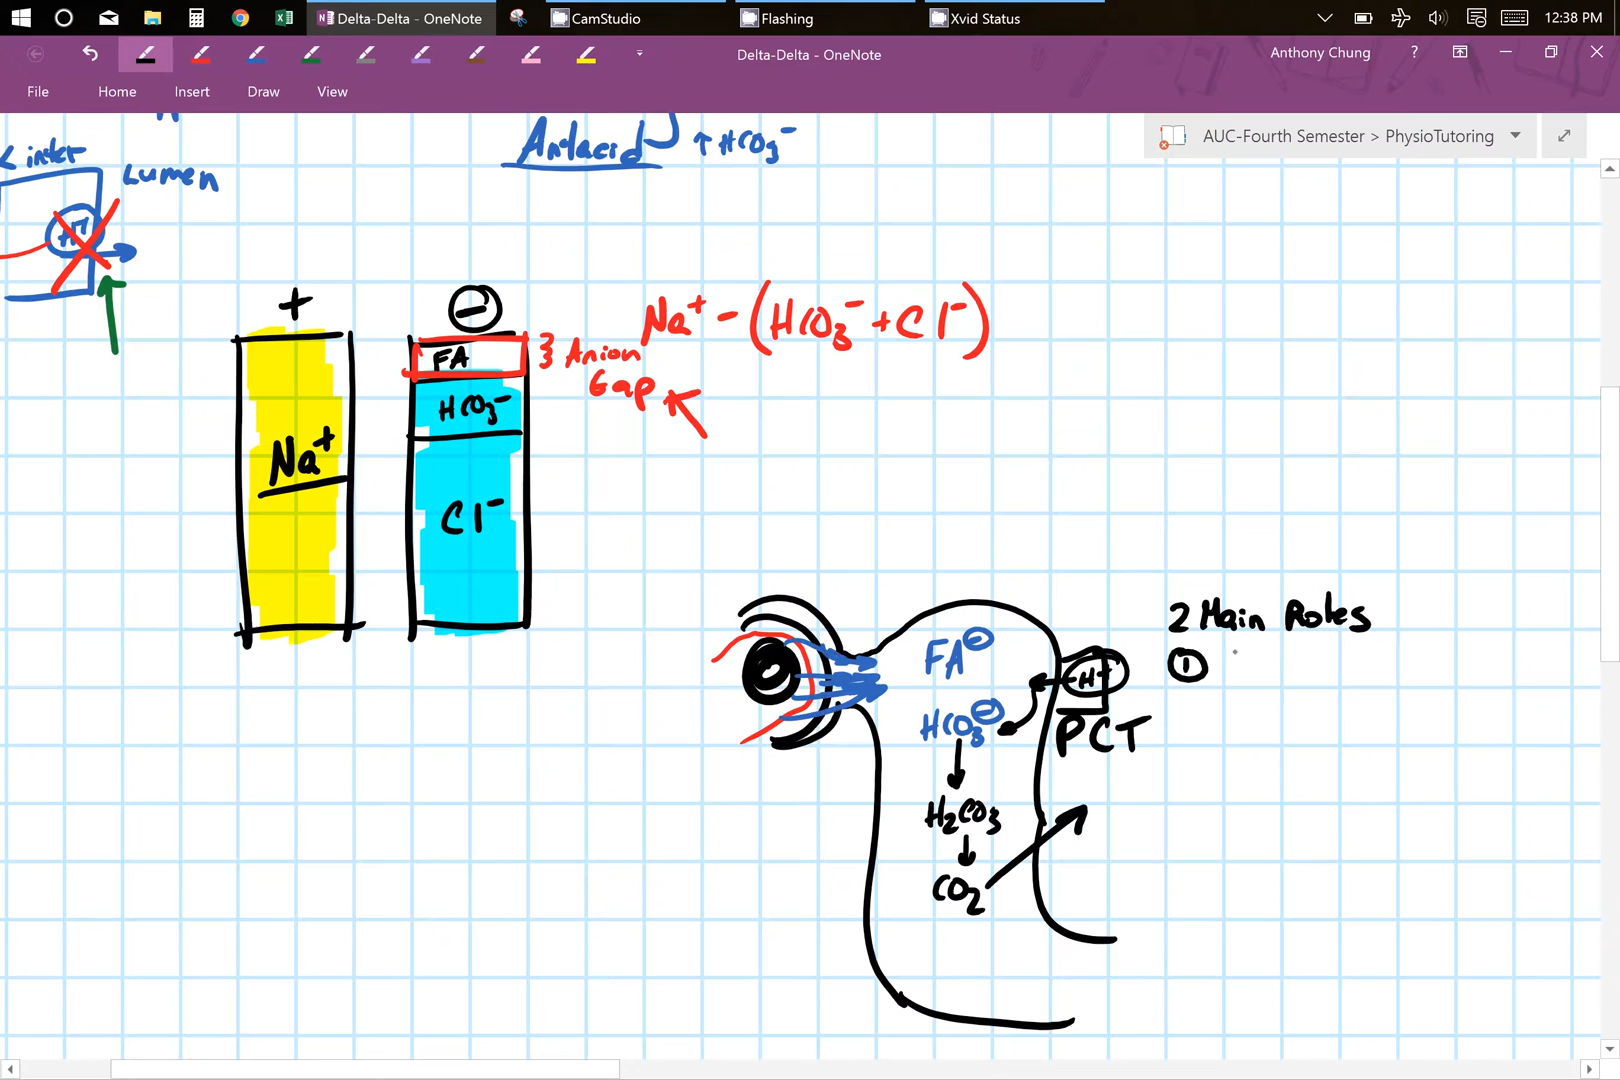 Delta-Delta - OneNote
CamStudio
Flashing
Xvid Status
12:38 PM
Delta-Delta - OneNote
Anthony Chung
?
File
Home
Insert
Draw
View
AUC-Fourth Semester > PhysioTutoring
Antacid ↑ HCO₃⁻
inter
Lumen
+
−
Na⁺ − (HCO₃⁻ + Cl⁻)
FA
} Anion
Gap
HCO₃⁻
Na⁺
Cl⁻
2 Main Roles
①
FA⊖
H⁺
HCO₃⊖
PCT
H₂CO₃
CO₂